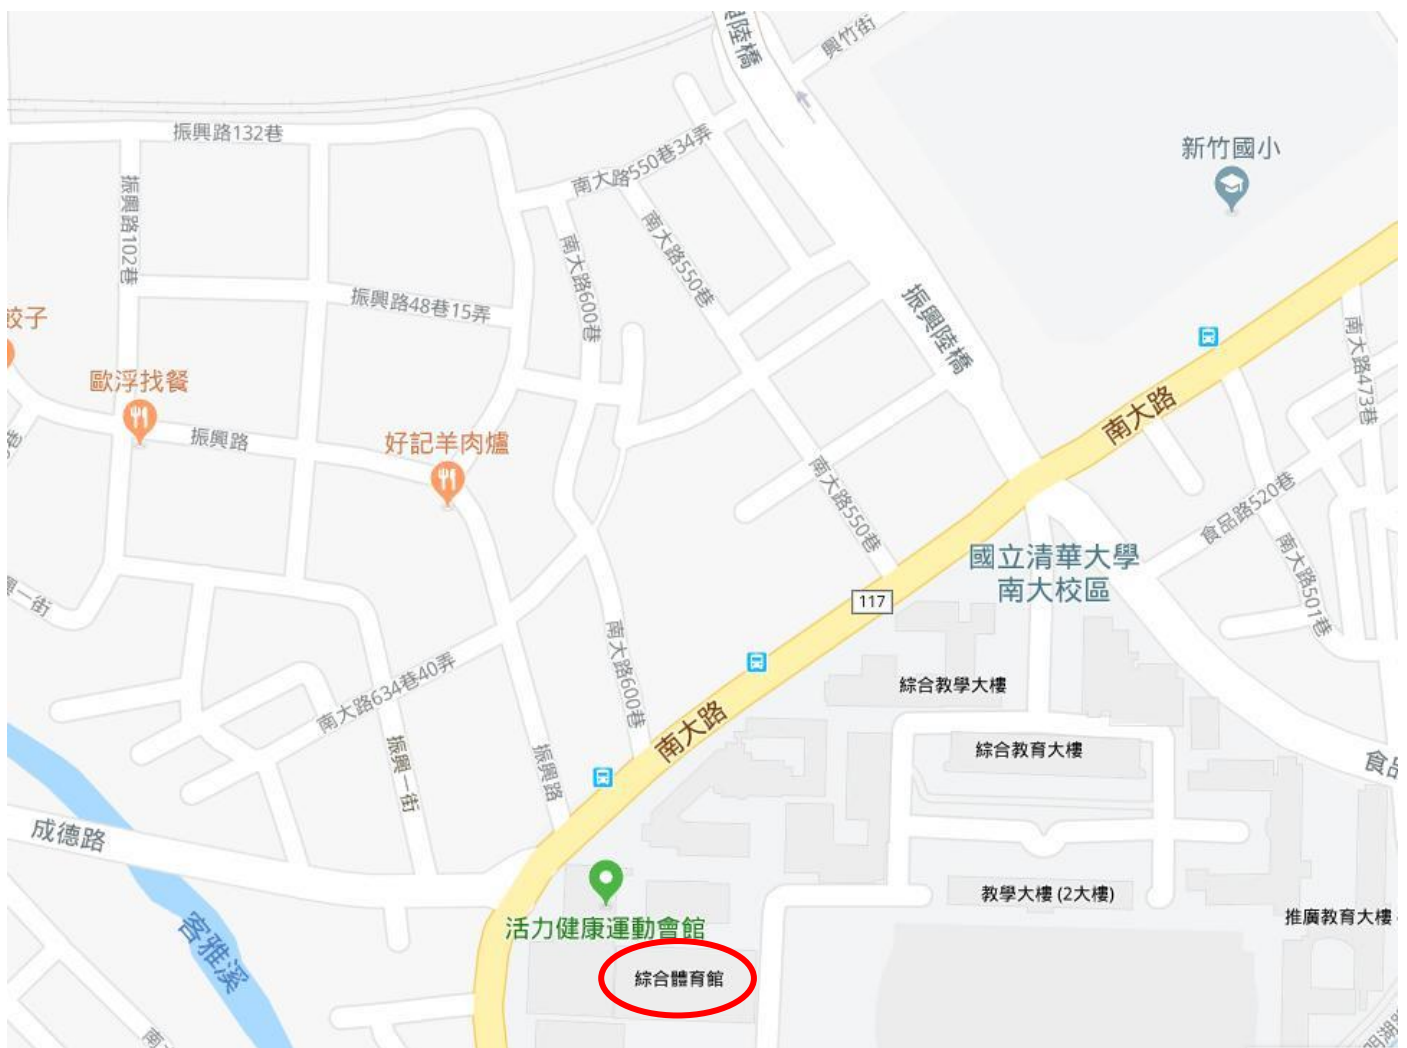 陸橋
興竹街
振興路132巷
南大路550巷34弄
新竹國小
振興路102巷
南大路550巷
南大路600巷
振興路48巷15弄
振興陸橋
南大路473巷
餃子
歐浮找餐
振興路
好記羊肉爐
南大路
南大路550巷
食品路520巷
國立清華大學
南大校區
南大路501巷
117
南大路600巷
綜合教學大樓
南大路634巷40弄
南大路
綜合教育大樓
振興一街
振興路
成德路
教學大樓 (2大樓)
推廣教育大樓
活力健康運動會館
客雅溪
綜合體育館